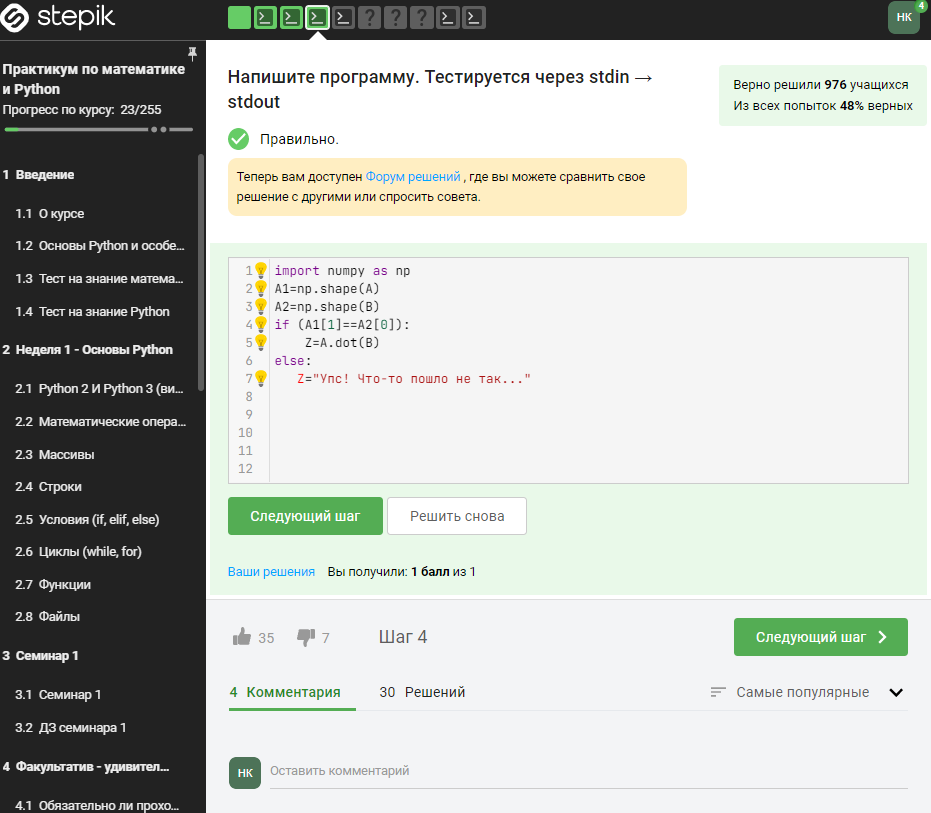 stepik
НК
4
Практикум по математике
и Python
Прогресс по курсу: 23/255
1 Введение
1.1 О курсе
1.2 Основы Python и особе...
1.3 Тест на знание матема...
1.4 Тест на знание Python
2 Неделя 1 - Основы Python
2.1 Python 2 И Python 3 (ви...
2.2 Математические опера...
2.3 Массивы
2.4 Строки
2.5 Условия (if, elif, else)
2.6 Циклы (while, for)
2.7 Функции
2.8 Файлы
3 Семинар 1
3.1 Семинар 1
3.2 ДЗ семинара 1
4 Факультатив - удивител...
4.1 Обязательно ли прохо...
Напишите программу. Тестируется через stdin →
stdout
Верно решили 976 учащихся
Из всех попыток 48% верных
Правильно.
Теперь вам доступен Форум решений , где вы можете сравнить свое
решение с другими или спросить совета.
1 import numpy as np
2 A1=np.shape(A)
3 A2=np.shape(B)
4 if (A1[1]==A2[0]):
5     Z=A.dot(B)
6 else:
7    Z="Упс! Что-то пошло не так..."
8
9
10
11
12
Следующий шаг
Решить снова
Ваши решения Вы получили: 1 балл из 1
35
7
Шаг 4
Следующий шаг
4 Комментария
30 Решений
Самые популярные
НК
Оставить комментарий